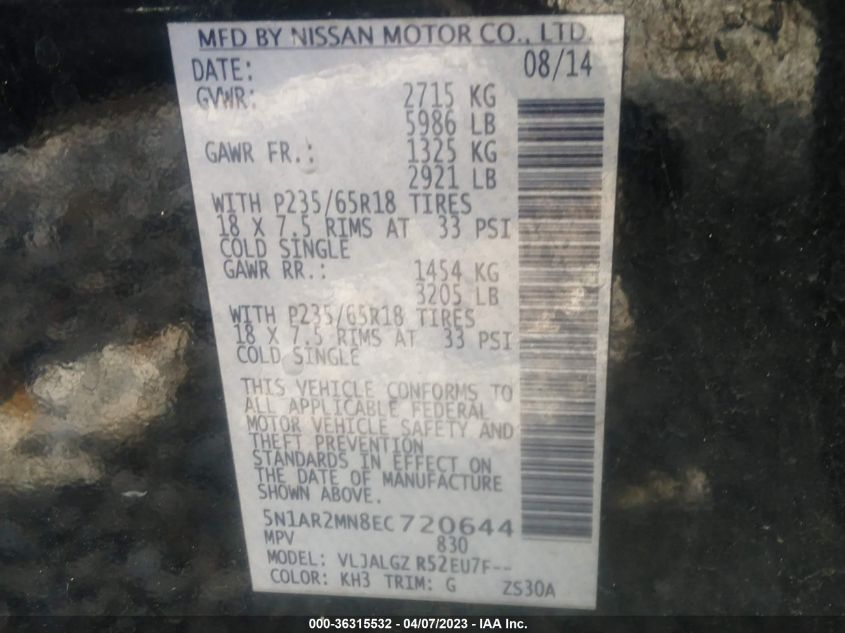 MFD BY NISSAN MOTOR CO., LTD.
DATE: 08/14
GVWR: 2715 KG
5986 LB
GAWR FR.: 1325 KG
2921 LB
WITH P235/65R18 TIRES
18 X 7.5 RIMS AT 33 PSI
COLD SINGLE
GAWR RR.: 1454 KG
3205 LB
WITH P235/65R18 TIRES
18 X 7.5 RIMS AT 33 PSI
COLD SINGLE
THIS VEHICLE CONFORMS TO
ALL APPLICABLE FEDERAL
MOTOR VEHICLE SAFETY AND
THEFT PREVENTION
STANDARDS IN EFFECT ON
THE DATE OF MANUFACTURE
SHOWN ABOVE.
5N1AR2MN8EC720644
MPV 830
MODEL: VLJALGZ R52EU7F--
COLOR: KH3 TRIM: G ZS30A
000-36315532 - 04/07/2023 - IAA Inc.